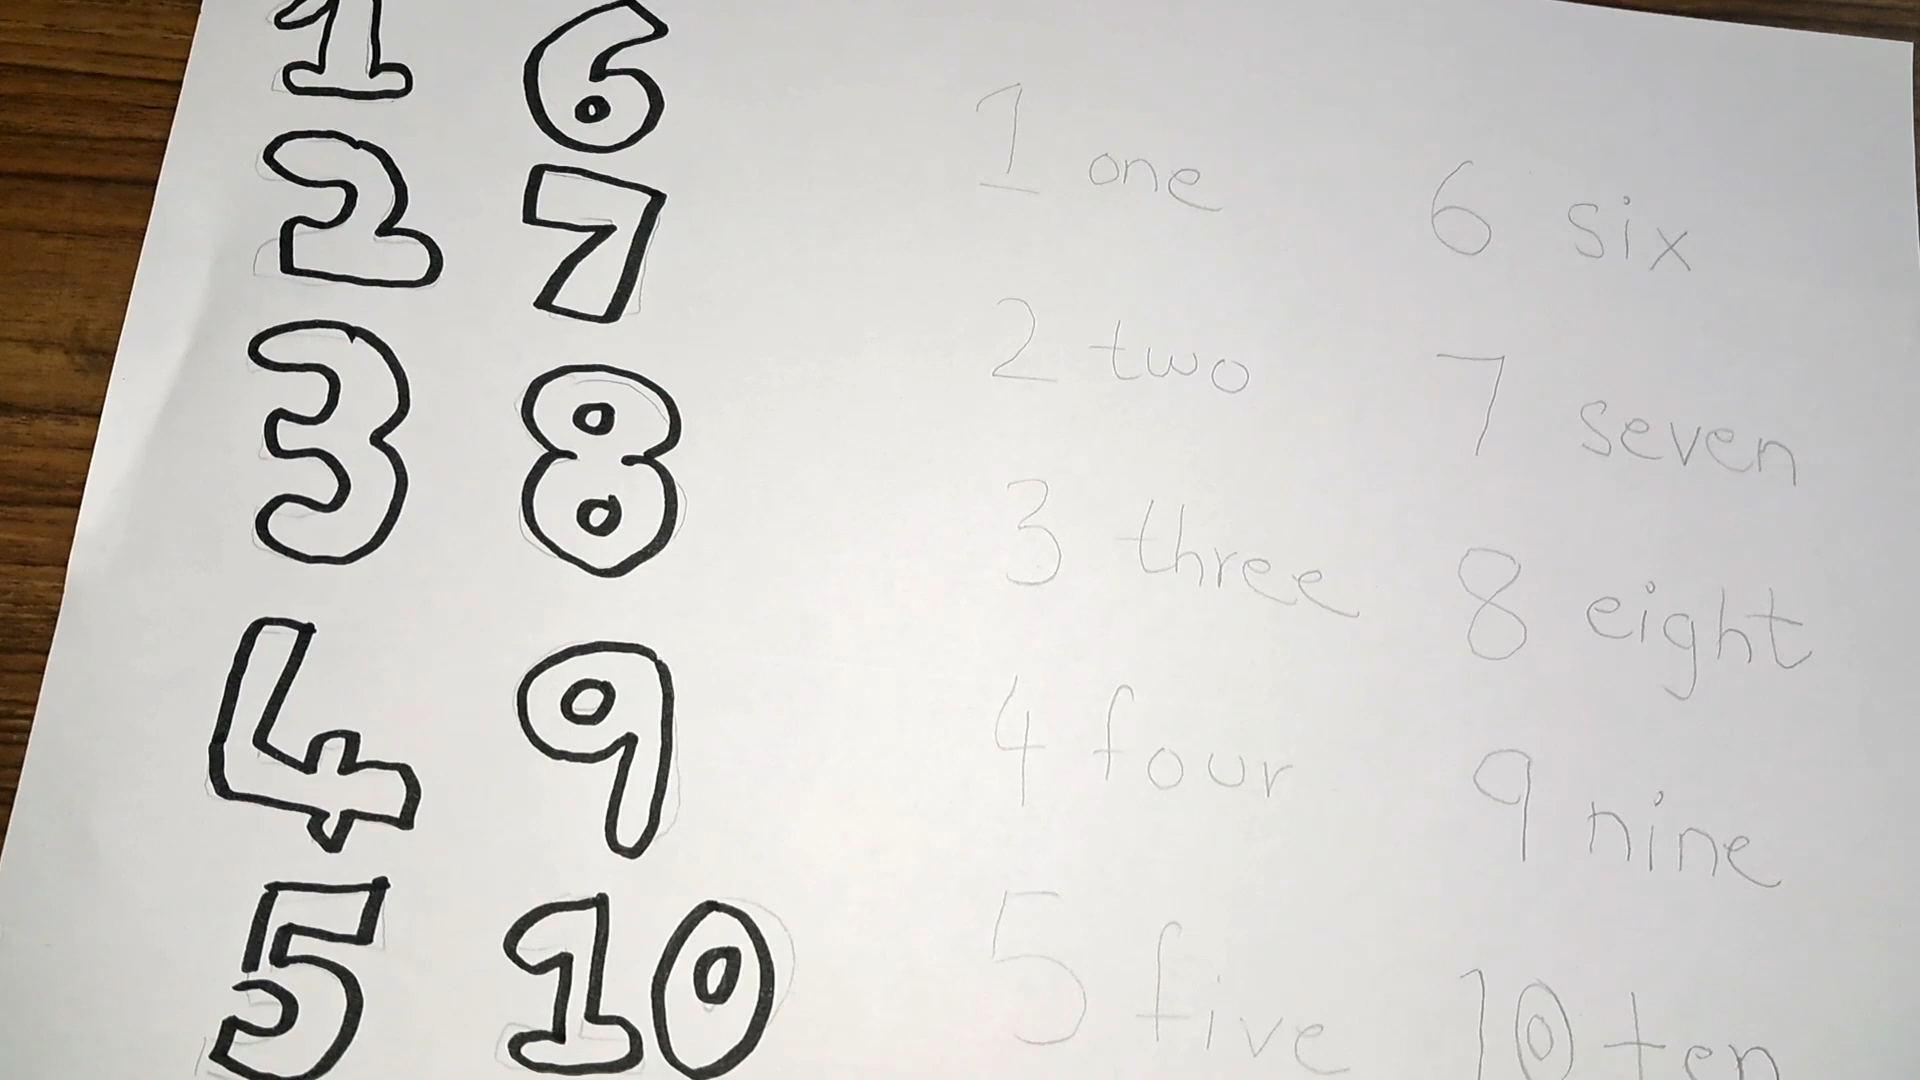 1
2
3
4
5
6
7
8
9
10
1 one
2 two
3 three
4 four
5 five
6 six
7 seven
8 eight
9 nine
10 ten